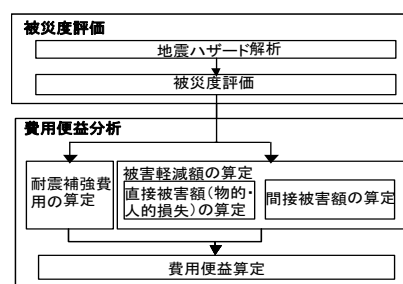 被災度評価
地震ハザード解析
被災度評価
費用便益分析
耐震補強費
用の算定
被害軽減額の算定
直接被害額(物的・
人的損失)の算定
間接被害額の算定
費用便益算定